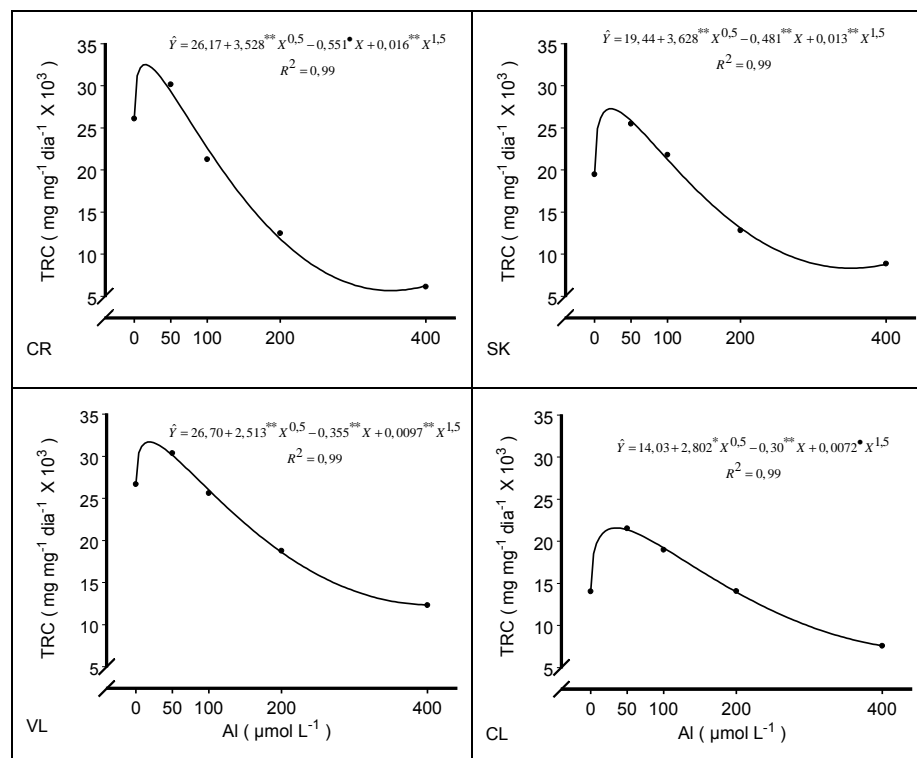 Ŷ = 26,17 + 3,528** X^0,5 – 0,551• X + 0,016** X^1,5
R² = 0,99
TRC ( mg mg⁻¹ dia⁻¹ X 10³ )
35
30
25
20
15
10
5
0 50 100 200 400
CR
Ŷ = 19,44 + 3,628** X^0,5 – 0,481** X + 0,013** X^1,5
R² = 0,99
TRC ( mg mg⁻¹ dia⁻¹ X 10³ )
35
30
25
20
15
10
5
0 50 100 200 400
SK
Ŷ = 26,70 + 2,513** X^0,5 – 0,355** X + 0,0097** X^1,5
R² = 0,99
TRC ( mg mg⁻¹ dia⁻¹ X 10³ )
35
30
25
20
15
10
5
0 50 100 200 400
VL
Al ( µmol L⁻¹ )
Ŷ = 14,03 + 2,802* X^0,5 – 0,30** X + 0,0072• X^1,5
R² = 0,99
TRC ( mg mg⁻¹ dia⁻¹ X 10³ )
35
30
25
20
15
10
5
0 50 100 200 400
CL
Al ( µmol L⁻¹ )